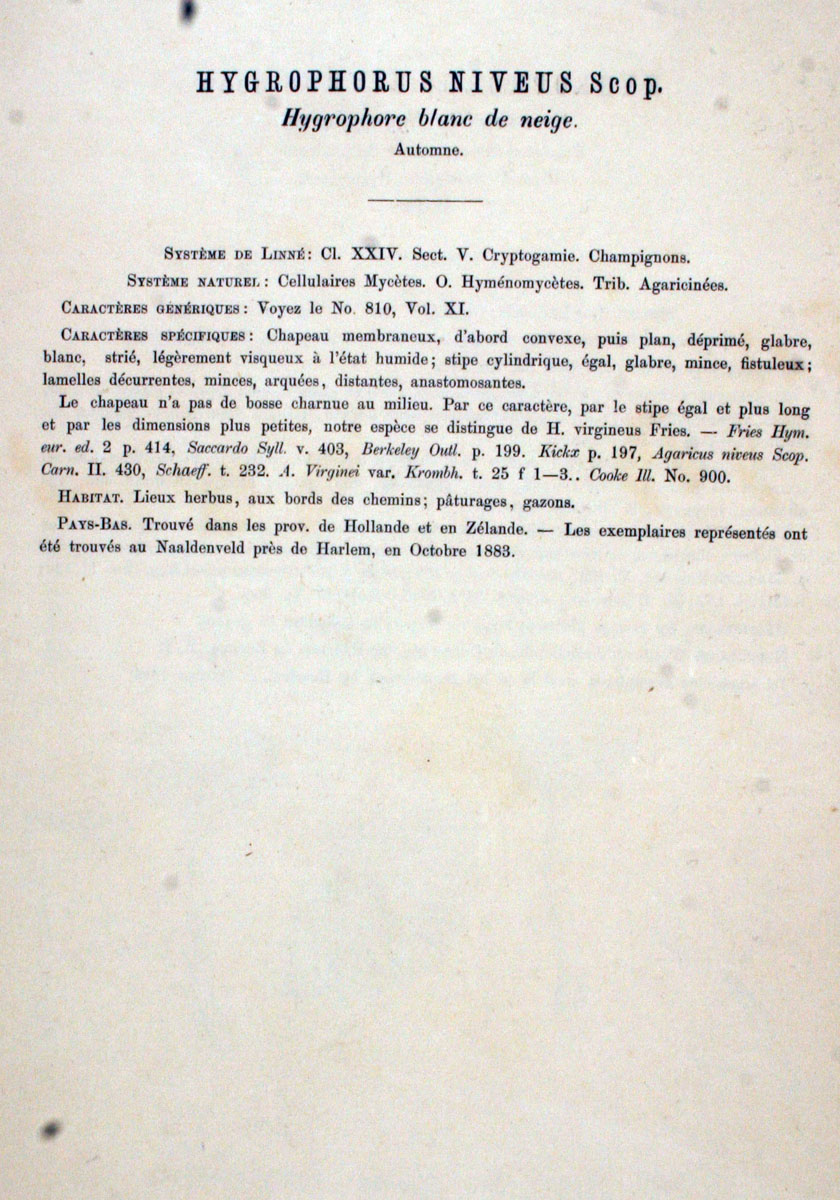 HYGROPHORUS NIVEUS Scop.
Hygrophore blanc de neige.
Automne.
Système de Linné: Cl. XXIV. Sect. V. Cryptogamie. Champignons.
Système naturel: Cellulaires Mycètes. O. Hyménomycètes. Trib. Agaricinées.
Caractères génériques: Voyez le No. 810, Vol. XI.
Caractères spécifiques: Chapeau membraneux, d'abord convexe, puis plan, déprimé, glabre,
blanc, strié, légèrement visqueux à l'état humide; stipe cylindrique, égal, glabre, mince, fistuleux;
lamelles décurrentes, minces, arquées, distantes, anastomosantes.
Le chapeau n'a pas de bosse charnue au milieu. Par ce caractère, par le stipe égal et plus long
et par les dimensions plus petites, notre espèce se distingue de H. virgineus Fries. — Fries Hym.
eur. ed. 2 p. 414, Saccardo Syll. v. 403, Berkeley Outl. p. 199. Kickx p. 197, Agaricus niveus Scop.
Carn. II. 430, Schaeff. t. 232. A. Virginei var. Krombh. t. 25 f 1—3.. Cooke Ill. No. 900.
Habitat. Lieux herbus, aux bords des chemins; pâturages, gazons.
Pays-Bas. Trouvé dans les prov. de Hollande et en Zélande. — Les exemplaires représentés ont
été trouvés au Naaldenveld près de Harlem, en Octobre 1883.